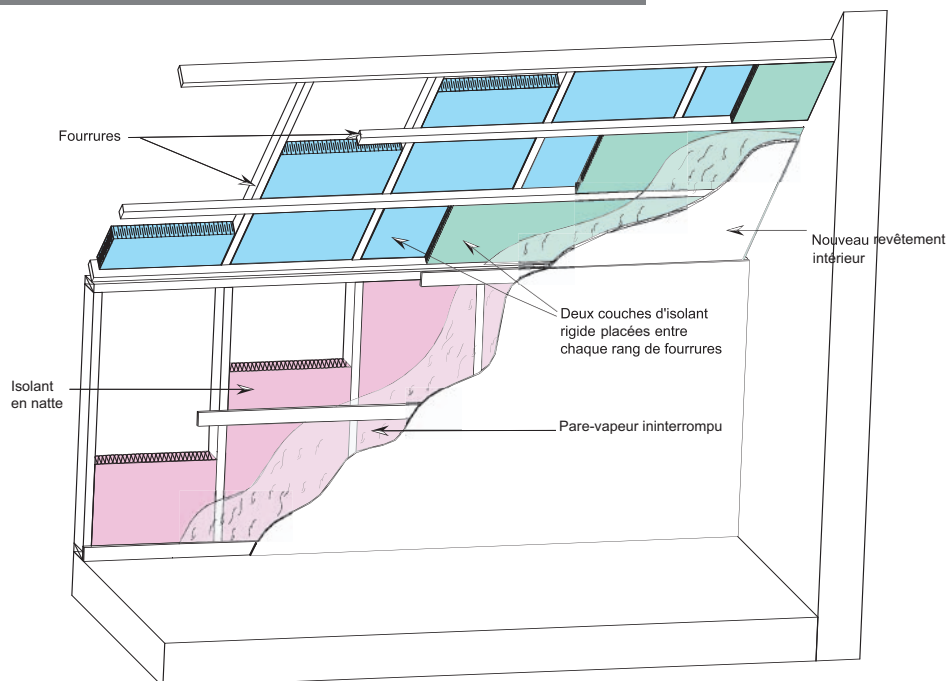 Fourrures
Nouveau revêtement
intérieur
Deux couches d'isolant
rigide placées entre
chaque rang de fourrures
Isolant
en natte
Pare-vapeur ininterrompu